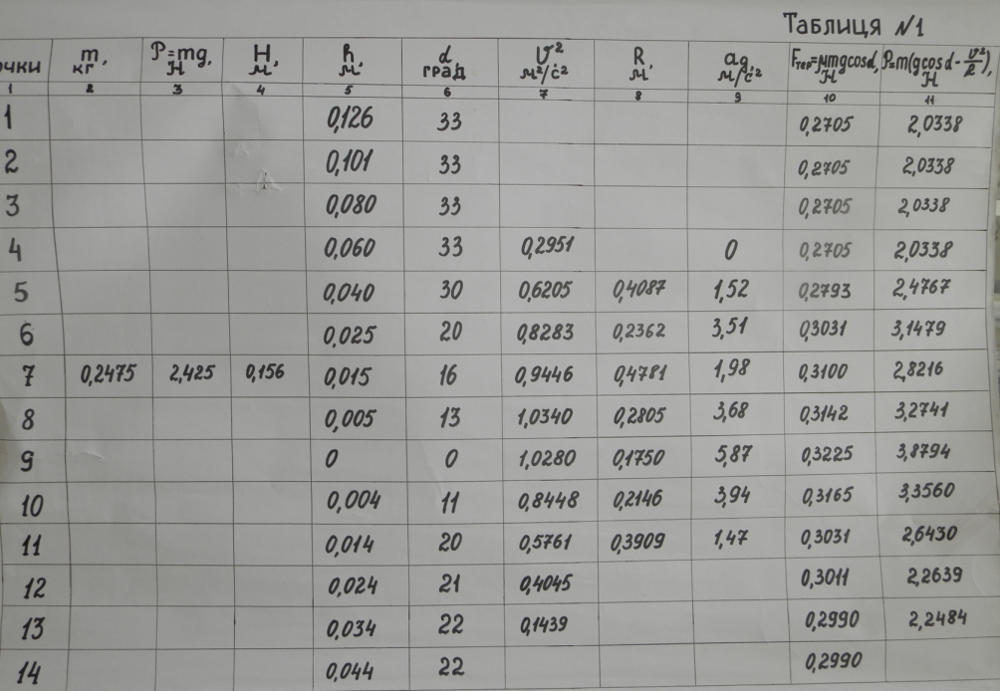 Таблиця №1
очки m, кг P=mg, Н H, м h, м α град υ² м²/с² R, м ag м/с² Fтер=μmgcosα, Н P=m(gcosα-υ²/R), Н
1 2 3 4 5 6 7 8 9 10 11
1 0,126 33 0,2705 2,0338
2 0,101 33 0,2705 2,0338
3 0,080 33 0,2705 2,0338
4 0,060 33 0,2951 0 0,2705 2,0338
5 0,040 30 0,6205 0,4087 1,52 0,2793 2,4767
6 0,025 20 0,8283 0,2362 3,51 0,3031 3,1479
7 0,2475 2,425 0,156 0,015 16 0,9446 0,4781 1,98 0,3100 2,8216
8 0,005 13 1,0340 0,2805 3,68 0,3142 3,2741
9 0 0 1,0280 0,1750 5,87 0,3225 3,8794
10 0,004 11 0,8448 0,2146 3,94 0,3165 3,3560
11 0,014 20 0,5761 0,3909 1,47 0,3031 2,6430
12 0,024 21 0,4045 0,3011 2,2639
13 0,034 22 0,1439 0,2990 2,2484
14 0,044 22 0,2990